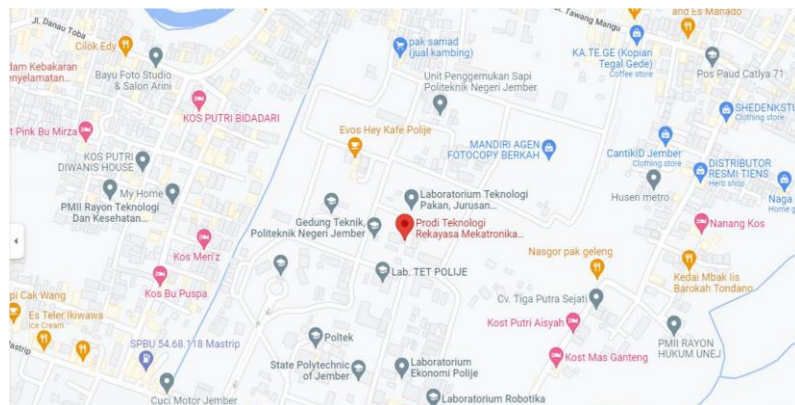 Jl. Danau Toba
Cilok Edy
dam Kebakaran
enyelamatan...
Bayu Foto Studio
& Salon Arini
KOS PUTRI BIDADARI
t Pink Bu Mirza
KOS PUTRI
DIWANIS HOUSE
My Home
PMII Rayon Teknologi
Dan Kesehatan...
Kos Meri'z
Kos Bu Puspa
pi Cak Wang
Es Teler Ikiwawa
Ice Cream
Mastrip
SPBU 54.68.118 Mastrip
Cuci Motor Jember
pak samad
(jual kambing)
Unit Penggemukan Sapi
Politeknik Negeri Jember
Evos Hey Kafe Polije
MANDIRI AGEN
FOTOCOPY BERKAH
Laboratorium Teknologi
Pakan, Jurusan...
Gedung Teknik,
Politeknik Negeri Jember
Prodi Teknologi
Rekayasa Mekatronika...
Lab. TET POLIJE
Poltek
State Polytechnic
of Jember
Laboratorium
Ekonomi Polije
Laboratorium Robotika
Jl. Tawang Mangu
and Es Manado
KA.TE.GE (Kopian
Tegal Gede)
Coffee store
Pos Paud Catlya 71
SHEDENKSTU
Clothing store
CantikID Jember
Clothing store
DISTRIBUTOR
RESMI TIENS
Herb shop
Husen metro
Naga
Home g
Nanang Kos
Nasgor pak geleng
Kedai Mbak Iis
Barokah Tondano
Cv. Tiga Putra Sejati
Kost Putri Aisyah
Kost Mas Ganteng
PMII RAYON
HUKUM UNEJ